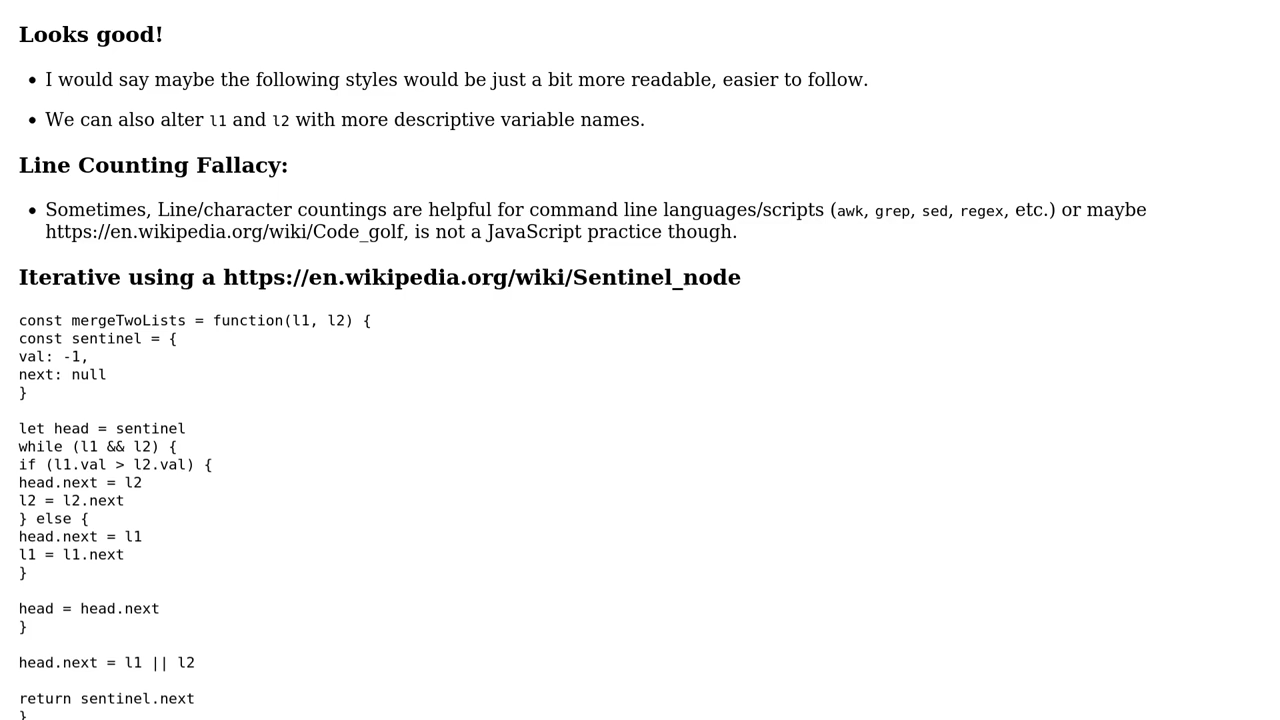 Looks good!
• I would say maybe the following styles would be just a bit more readable, easier to follow.
• We can also alter l1 and l2 with more descriptive variable names.
Line Counting Fallacy:
• Sometimes, Line/character countings are helpful for command line languages/scripts (awk, grep, sed, regex, etc.) or maybe
https://en.wikipedia.org/wiki/Code_golf, is not a JavaScript practice though.
Iterative using a https://en.wikipedia.org/wiki/Sentinel_node
const mergeTwoLists = function(l1, l2) {
const sentinel = {
val: -1,
next: null
}
let head = sentinel
while (l1 && l2) {
if (l1.val > l2.val) {
head.next = l2
l2 = l2.next
} else {
head.next = l1
l1 = l1.next
}
head = head.next
}
head.next = l1 || l2
return sentinel.next
}